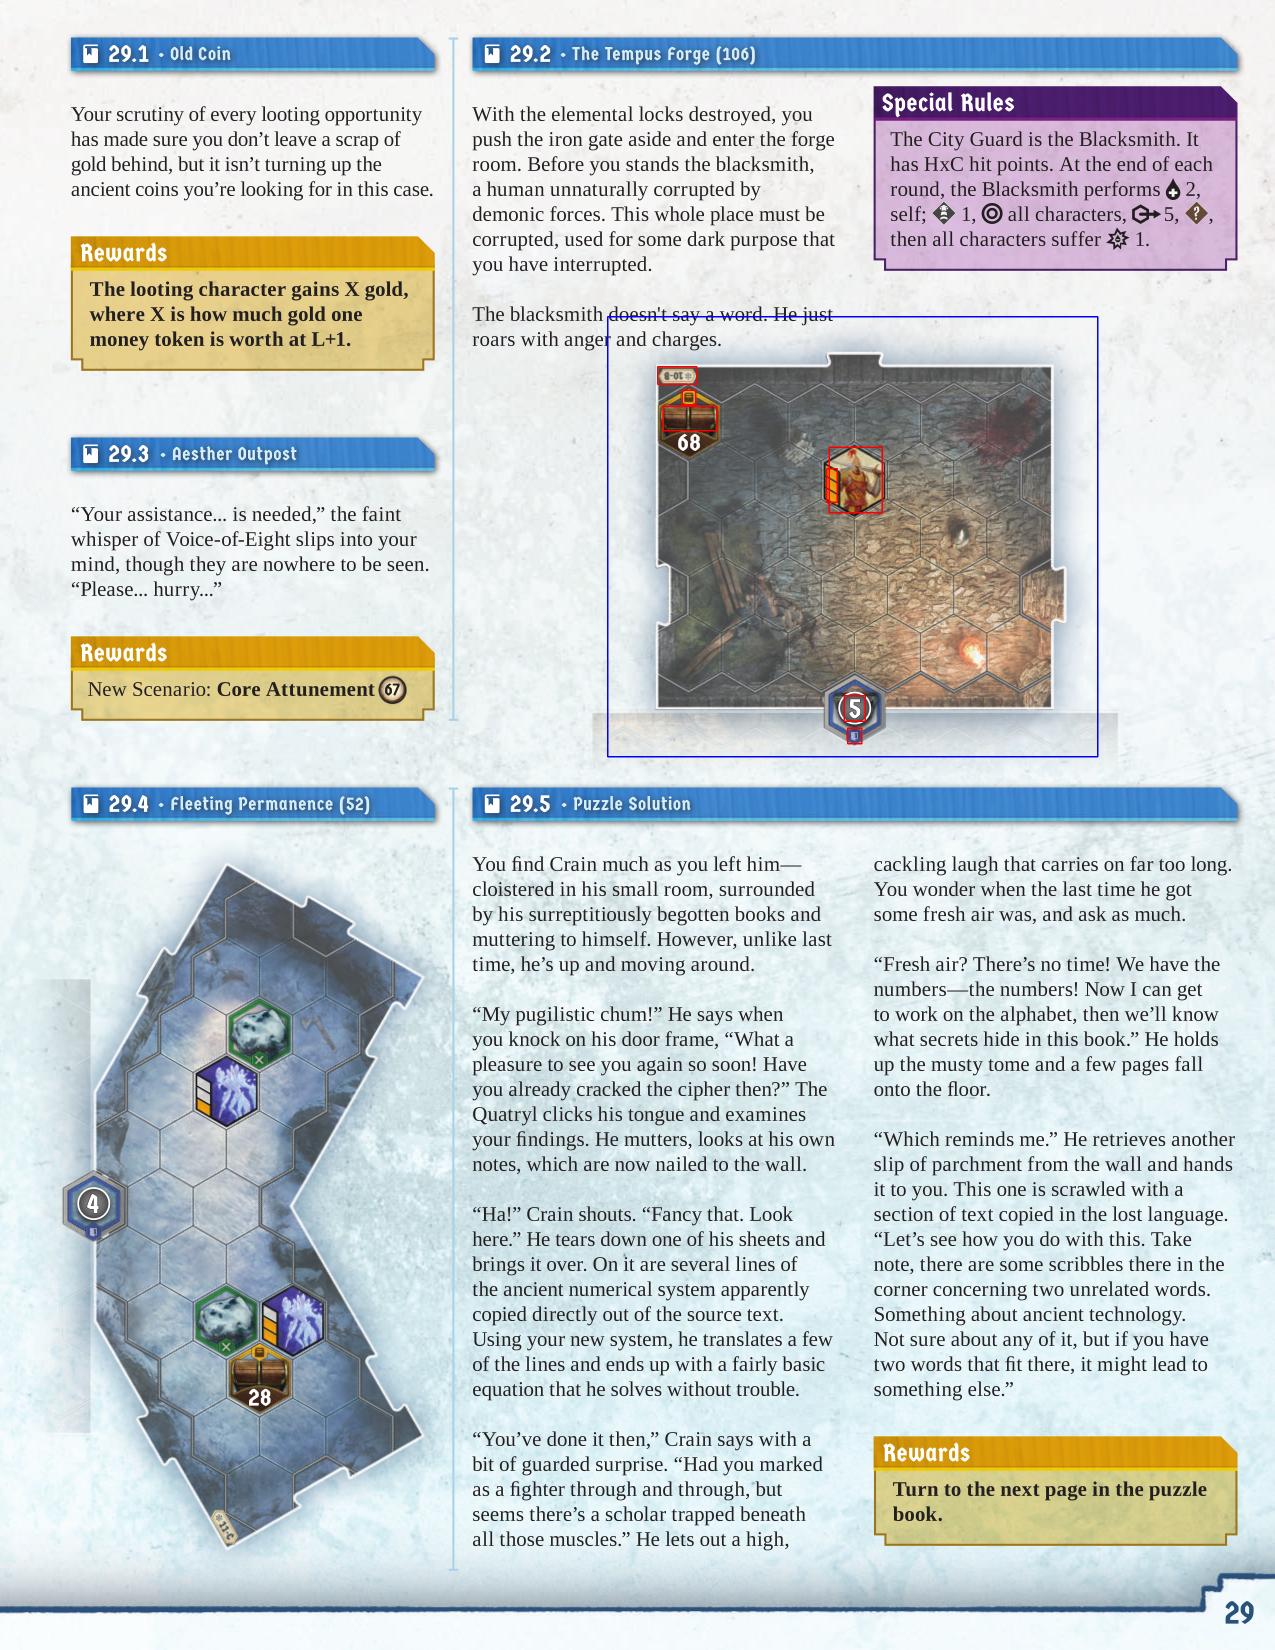 29.1 • Old Coin
Your scrutiny of every looting opportunity
has made sure you don’t leave a scrap of
gold behind, but it isn’t turning up the
ancient coins you’re looking for in this case.
Rewards
The looting character gains X gold,
where X is how much gold one
money token is worth at L+1.
29.2 • The Tempus Forge (106)
With the elemental locks destroyed, you
push the iron gate aside and enter the forge
room. Before you stands the blacksmith,
a human unnaturally corrupted by
demonic forces. This whole place must be
corrupted, used for some dark purpose that
you have interrupted.
The blacksmith doesn't say a word. He just
roars with anger and charges.
Special Rules
The City Guard is the Blacksmith. It
has HxC hit points. At the end of each
round, the Blacksmith performs 2,
self; 1, all characters, 5, ?,
then all characters suffer 1.
10-B
68
5
29.3 • Aesther Outpost
“Your assistance... is needed,” the faint
whisper of Voice-of-Eight slips into your
mind, though they are nowhere to be seen.
“Please... hurry...”
Rewards
New Scenario: Core Attunement 67
29.4 • Fleeting Permanence (52)
4
28
11-C
29.5 • Puzzle Solution
You find Crain much as you left him—
cloistered in his small room, surrounded
by his surreptitiously begotten books and
muttering to himself. However, unlike last
time, he’s up and moving around.
“My pugilistic chum!” He says when
you knock on his door frame, “What a
pleasure to see you again so soon! Have
you already cracked the cipher then?” The
Quatryl clicks his tongue and examines
your findings. He mutters, looks at his own
notes, which are now nailed to the wall.
“Ha!” Crain shouts. “Fancy that. Look
here.” He tears down one of his sheets and
brings it over. On it are several lines of
the ancient numerical system apparently
copied directly out of the source text.
Using your new system, he translates a few
of the lines and ends up with a fairly basic
equation that he solves without trouble.
“You’ve done it then,” Crain says with a
bit of guarded surprise. “Had you marked
as a fighter through and through, but
seems there’s a scholar trapped beneath
all those muscles.” He lets out a high,
cackling laugh that carries on far too long.
You wonder when the last time he got
some fresh air was, and ask as much.
“Fresh air? There’s no time! We have the
numbers—the numbers! Now I can get
to work on the alphabet, then we’ll know
what secrets hide in this book.” He holds
up the musty tome and a few pages fall
onto the floor.
“Which reminds me.” He retrieves another
slip of parchment from the wall and hands
it to you. This one is scrawled with a
section of text copied in the lost language.
“Let’s see how you do with this. Take
note, there are some scribbles there in the
corner concerning two unrelated words.
Something about ancient technology.
Not sure about any of it, but if you have
two words that fit there, it might lead to
something else.”
Rewards
Turn to the next page in the puzzle
book.
29